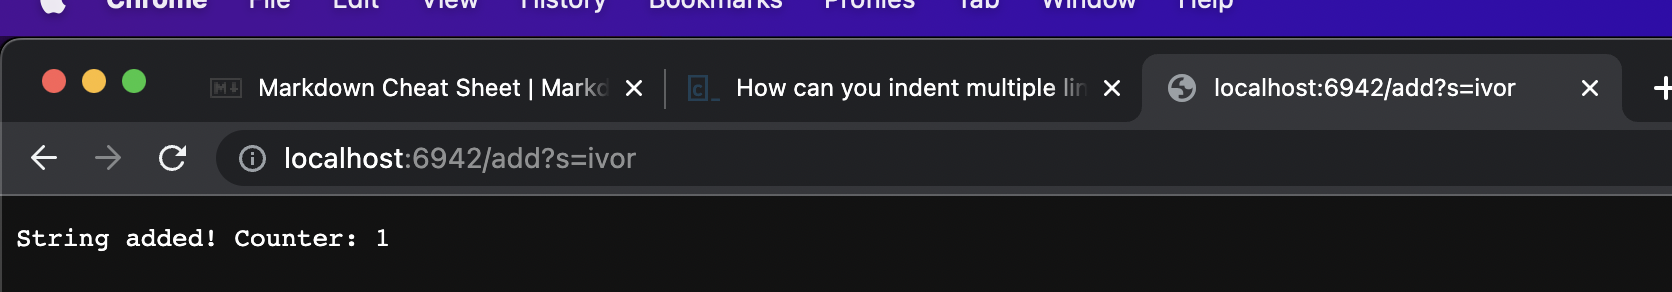 Chrome File Edit View History Bookmarks Profiles Tab Window Help
Markdown Cheat Sheet | Markd How can you indent multiple lin localhost:6942/add?s=ivor
localhost:6942/add?s=ivor
String added! Counter: 1